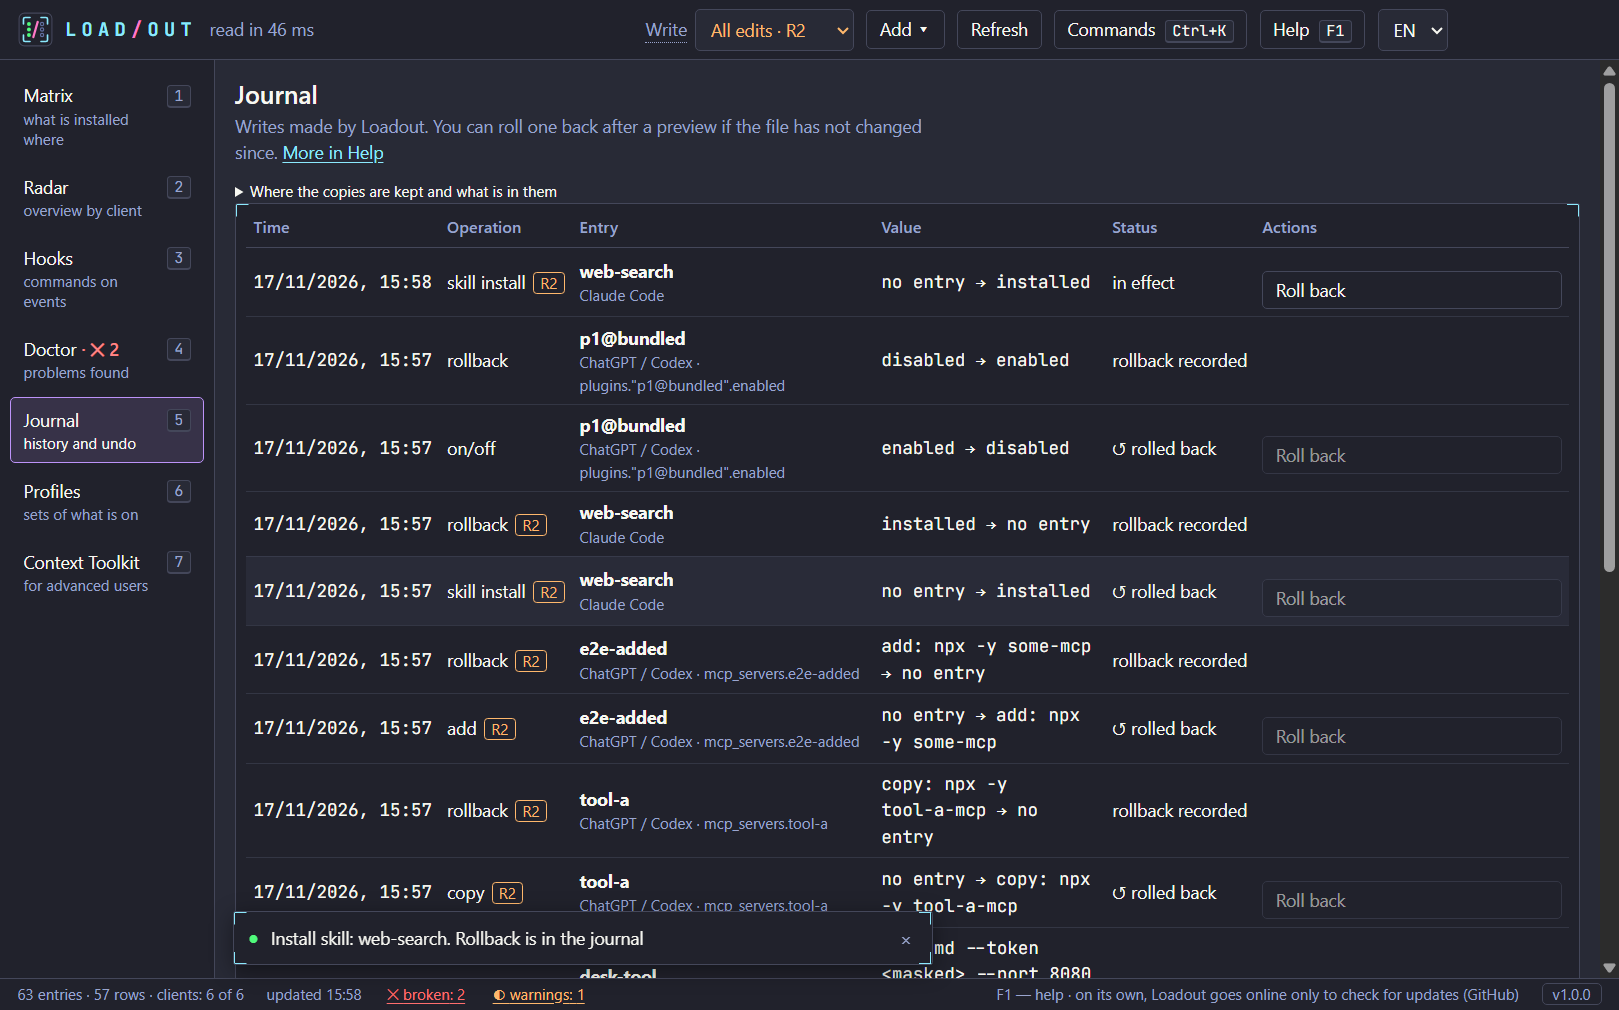 LOAD/OUT read in 46 ms Write All edits · R2 Add ▾ Refresh Commands Ctrl+K Help F1 EN
Matrix 1
what is installed
where
Radar 2
overview by client
Hooks 3
commands on
events
Doctor · ✕ 2 4
problems found
Journal 5
history and undo
Profiles 6
sets of what is on
Context Toolkit 7
for advanced users
Journal
Writes made by Loadout. You can roll one back after a preview if the file has not changed
since. More in Help
▶ Where the copies are kept and what is in them
Time Operation Entry Value Status Actions
17/11/2026, 15:58 skill install R2 web-search no entry → installed in effect Roll back
Claude Code
17/11/2026, 15:57 rollback p1@bundled disabled → enabled rollback recorded
ChatGPT / Codex ·
plugins."p1@bundled".enabled
17/11/2026, 15:57 on/off p1@bundled enabled → disabled ↺ rolled back Roll back
ChatGPT / Codex ·
plugins."p1@bundled".enabled
17/11/2026, 15:57 rollback R2 web-search installed → no entry rollback recorded
Claude Code
17/11/2026, 15:57 skill install R2 web-search no entry → installed ↺ rolled back Roll back
Claude Code
17/11/2026, 15:57 rollback R2 e2e-added add: npx -y some-mcp rollback recorded
ChatGPT / Codex · mcp_servers.e2e-added → no entry
17/11/2026, 15:57 add R2 e2e-added no entry → add: npx ↺ rolled back Roll back
ChatGPT / Codex · mcp_servers.e2e-added -y some-mcp
17/11/2026, 15:57 rollback R2 tool-a copy: npx -y rollback recorded
ChatGPT / Codex · mcp_servers.tool-a tool-a-mcp → no
entry
17/11/2026, 15:57 copy R2 tool-a no entry → copy: npx ↺ rolled back Roll back
ChatGPT / Codex · mcp_servers.tool-a -y tool-a-mcp
Install skill: web-search. Rollback is in the journal ×
--token
desk-tool <masked> --port 8080
63 entries · 57 rows · clients: 6 of 6 updated 15:58 ✕ broken: 2 ◐ warnings: 1 F1 — help · on its own, Loadout goes online only to check for updates (GitHub) v1.0.0